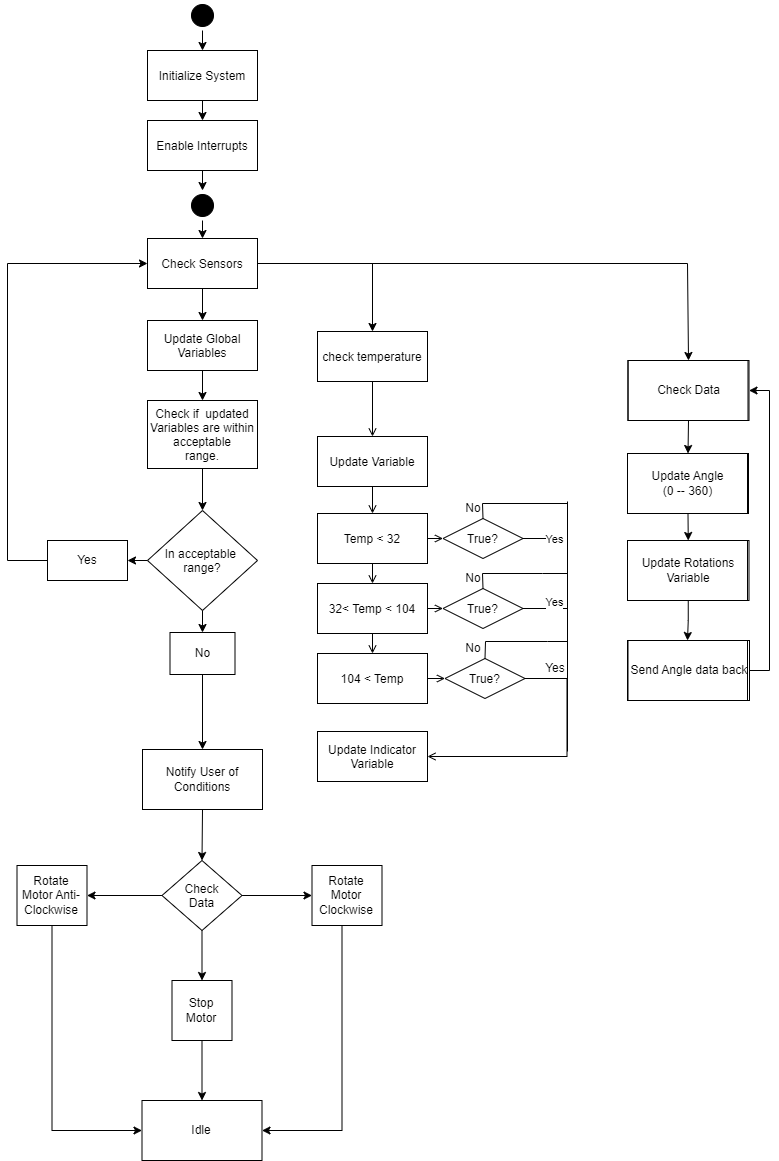 Initialize System
Enable Interrupts
Check Sensors
Update Global
Variables
Check if  updated
Variables are within
acceptable
range.
In acceptable
range?
Yes
No
Notify User of
Conditions
Check
Data
Rotate
Motor Anti-
Clockwise
Rotate
Motor
Clockwise
Stop
Motor
Idle
check temperature
Update Variable
Temp < 32
True?
No
Yes
32< Temp < 104
True?
No
Yes
104 < Temp
True?
No
Yes
Update Indicator
Variable
Check Data
Update Angle
(0 -- 360)
Update Rotations
Variable
Send Angle data back